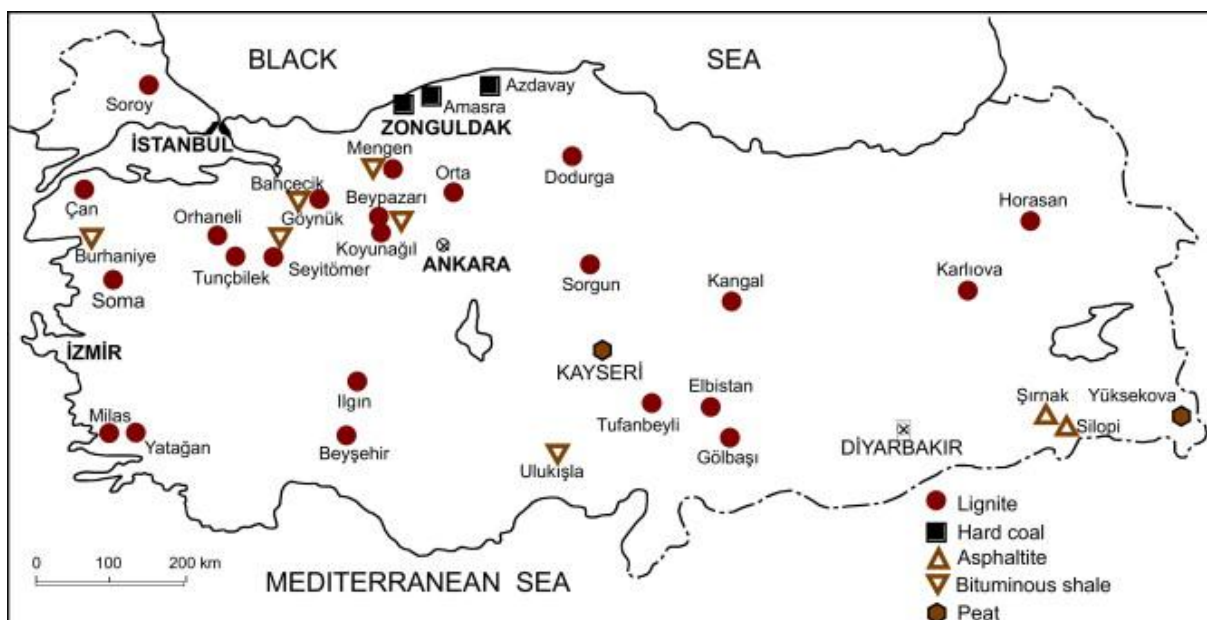 BLACK
SEA
Azdavay
Amasra
Soroy
ZONGULDAK
İSTANBUL
Mengen
Orta
Dodurga
Bahçecik
Beypazarı
Çan
Göynük
Horasan
Orhaneli
Koyunağıl
Burhaniye
Seyitömer
ANKARA
Tunçbilek
Sorgun
Kangal
Karlıova
Soma
İZMİR
KAYSERİ
Elbistan
Şırnak
Yüksekova
Ilgın
Tufanbeyli
Milas
Silopi
Yatağan
Beyşehir
Gölbaşı
DİYARBAKIR
Ulukışla
Lignite
Hard coal
Asphaltite
Bituminous shale
Peat
0 100 200 km
MEDITERRANEAN SEA